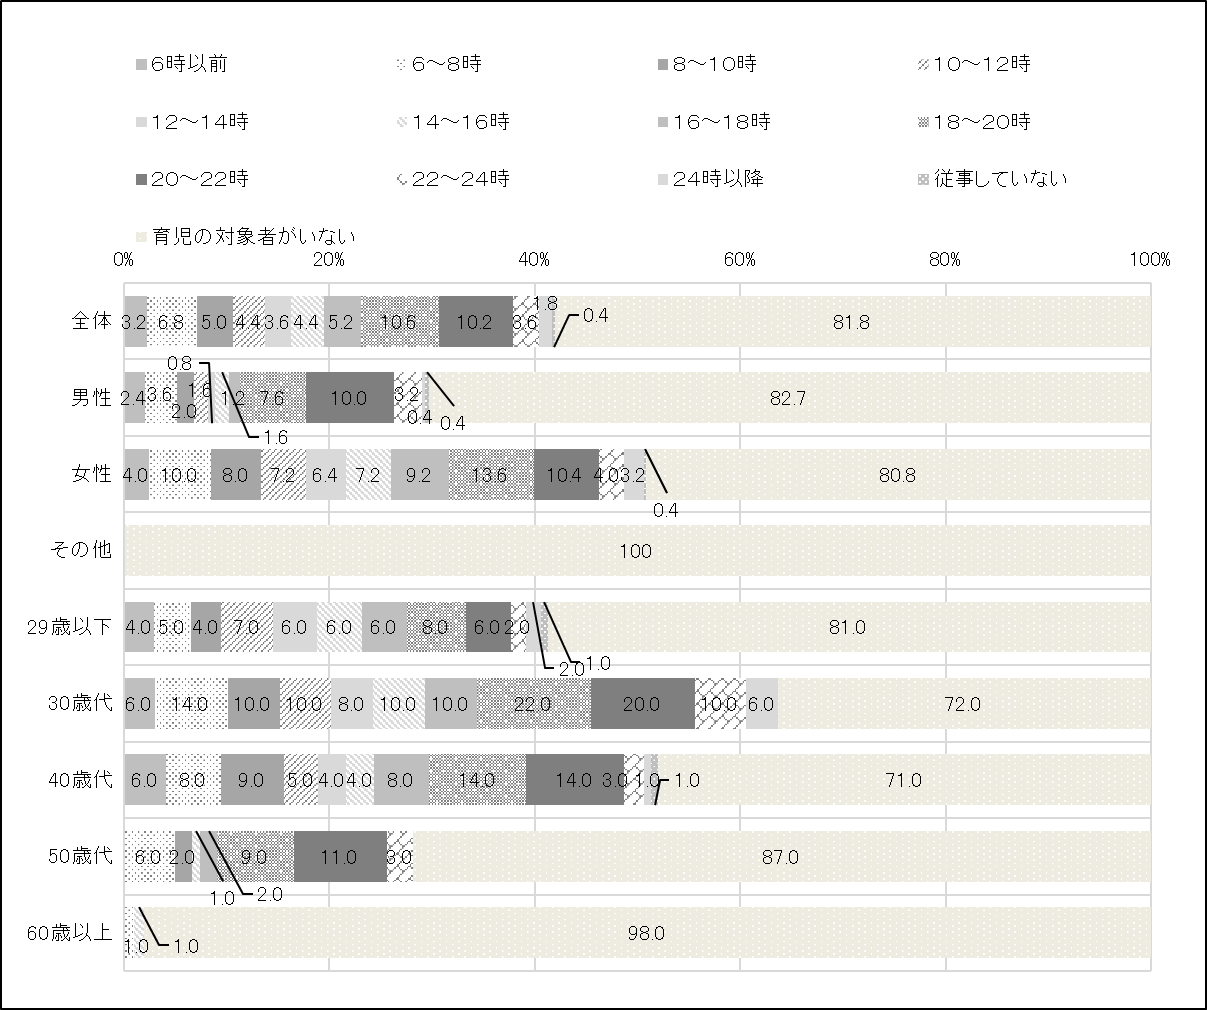 6時以前 6～8時 8～10時 10～12時
12～14時 14～16時 16～18時 18～20時
20～22時 22～24時 24時以降 従事していない
育児の対象者がいない
0% 20% 40% 60% 80% 100%
全体 3.2 6.8 5.0 4.4 3.6 4.4 5.2 10.6 10.2 3.6 1.8 0.4 81.8
男性 2.4 3.6 2.0 1.6 0.8 1.6 1.2 7.6 10.0 3.2 0.4 0.4 82.7
女性 4.0 10.0 8.0 7.2 6.4 7.2 9.2 13.6 10.4 4.0 3.2 0.4 80.8
その他 100
29歳以下 4.0 5.0 4.0 7.0 6.0 6.0 6.0 8.0 6.0 2.0 2.0 1.0 81.0
30歳代 6.0 14.0 10.0 10.0 8.0 10.0 10.0 22.0 20.0 10.0 6.0 72.0
40歳代 6.0 8.0 9.0 5.0 4.0 4.0 8.0 14.0 14.0 3.0 1.0 1.0 71.0
50歳代 6.0 2.0 1.0 2.0 9.0 11.0 3.0 87.0
60歳以上 1.0 1.0 98.0